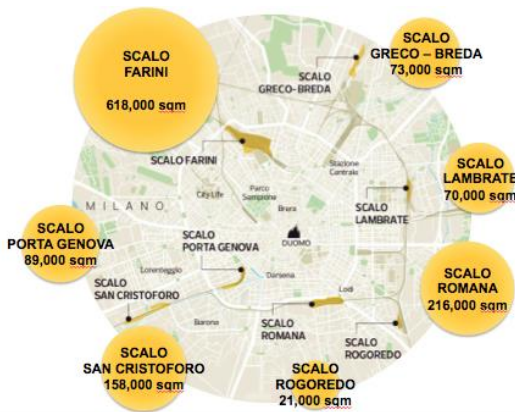 SCALO
FARINI
618,000 sqm
SCALO
GRECO – BREDA
73,000 sqm
SCALO
GRECO-BREDA
SCALO FARINI
Stazione
Centrale
SCALO
LAMBRATE
70,000 sqm
City Life
Parco
Sempione
Brera
SCALO
LAMBRATE
MILANO
SCALO
PORTA GENOVA
89,000 sqm
SCALO
PORTA GENOVA
DUOMO
Lorenteggio
Darsena
Lodi
SCALO
SAN CRISTOFORO
SCALO
ROMANA
216,000 sqm
Barona
SCALO
ROMANA
SCALO
ROGOREDO
SCALO
SAN CRISTOFORO
158,000 sqm
SCALO
ROGOREDO
21,000 sqm